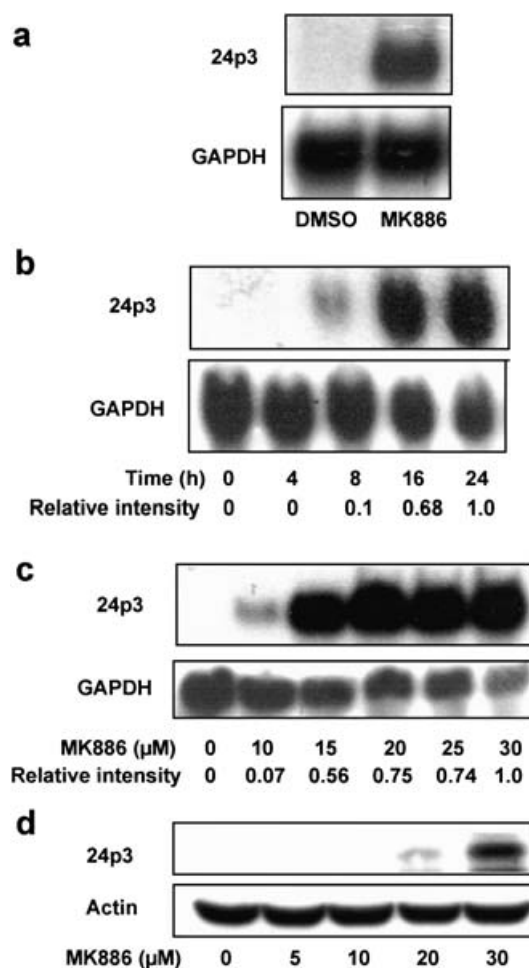 a
24p3
GAPDH
DMSO MK886
b
24p3
GAPDH
Time (h) 0 4 8 16 24
Relative intensity 0 0 0.1 0.68 1.0
c
24p3
GAPDH
MK886 (μM) 0 10 15 20 25 30
Relative intensity 0 0.07 0.56 0.75 0.74 1.0
d
24p3
Actin
MK886 (μM) 0 5 10 20 30